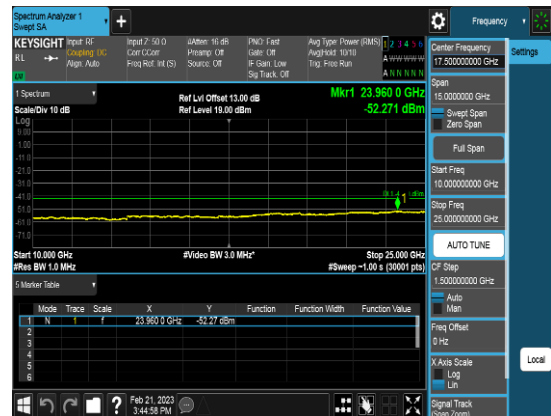 Spectrum Analyzer 1
Swept SA
+
Frequency
KEYSIGHT Input: RF
RL
Coupling: DC
Align: Auto
Input Z: 50 Ω
Corr CCorr
Freq Ref: Int (S)
#Atten: 16 dB
Preamp: Off
Source: Off
PNO: Fast
Gate: Off
IF Gain: Low
Sig Track: Off
Avg Type: Power (RMS)
Avg|Hold: 10/10
Trig: Free Run
1 2 3 4 5 6
A W W W W W
A N N N N N
1 Spectrum
Scale/Div 10 dB
Log
Ref Lvl Offset 13.00 dB
Ref Level 19.00 dBm
Mkr1 23.960 0 GHz
-52.271 dBm
9.00
-1.00
-11.0
-21.0
-31.0
-41.0
-51.0
-61.0
-71.0
1
Start 10.000 GHz
#Res BW 1.0 MHz
#Video BW 3.0 MHz*
Stop 25.000 GHz
#Sweep ~1.00 s (30001 pts)
5 Marker Table
Mode Trace Scale X Y Function Function Width Function Value
1 N 1 f 23.960 0 GHz -52.27 dBm
2
3
4
5
6
Feb 21, 2023
3:44:58 PM
Center Frequency
17.500000000 GHz
Settings
Span
15.0000000 GHz
Swept Span
Zero Span
Full Span
Start Freq
10.000000000 GHz
Stop Freq
25.000000000 GHz
AUTO TUNE
CF Step
1.500000000 GHz
Auto
Man
Freq Offset
0 Hz
X Axis Scale
Log
Lin
Local
Signal Track
(Span Zoom)